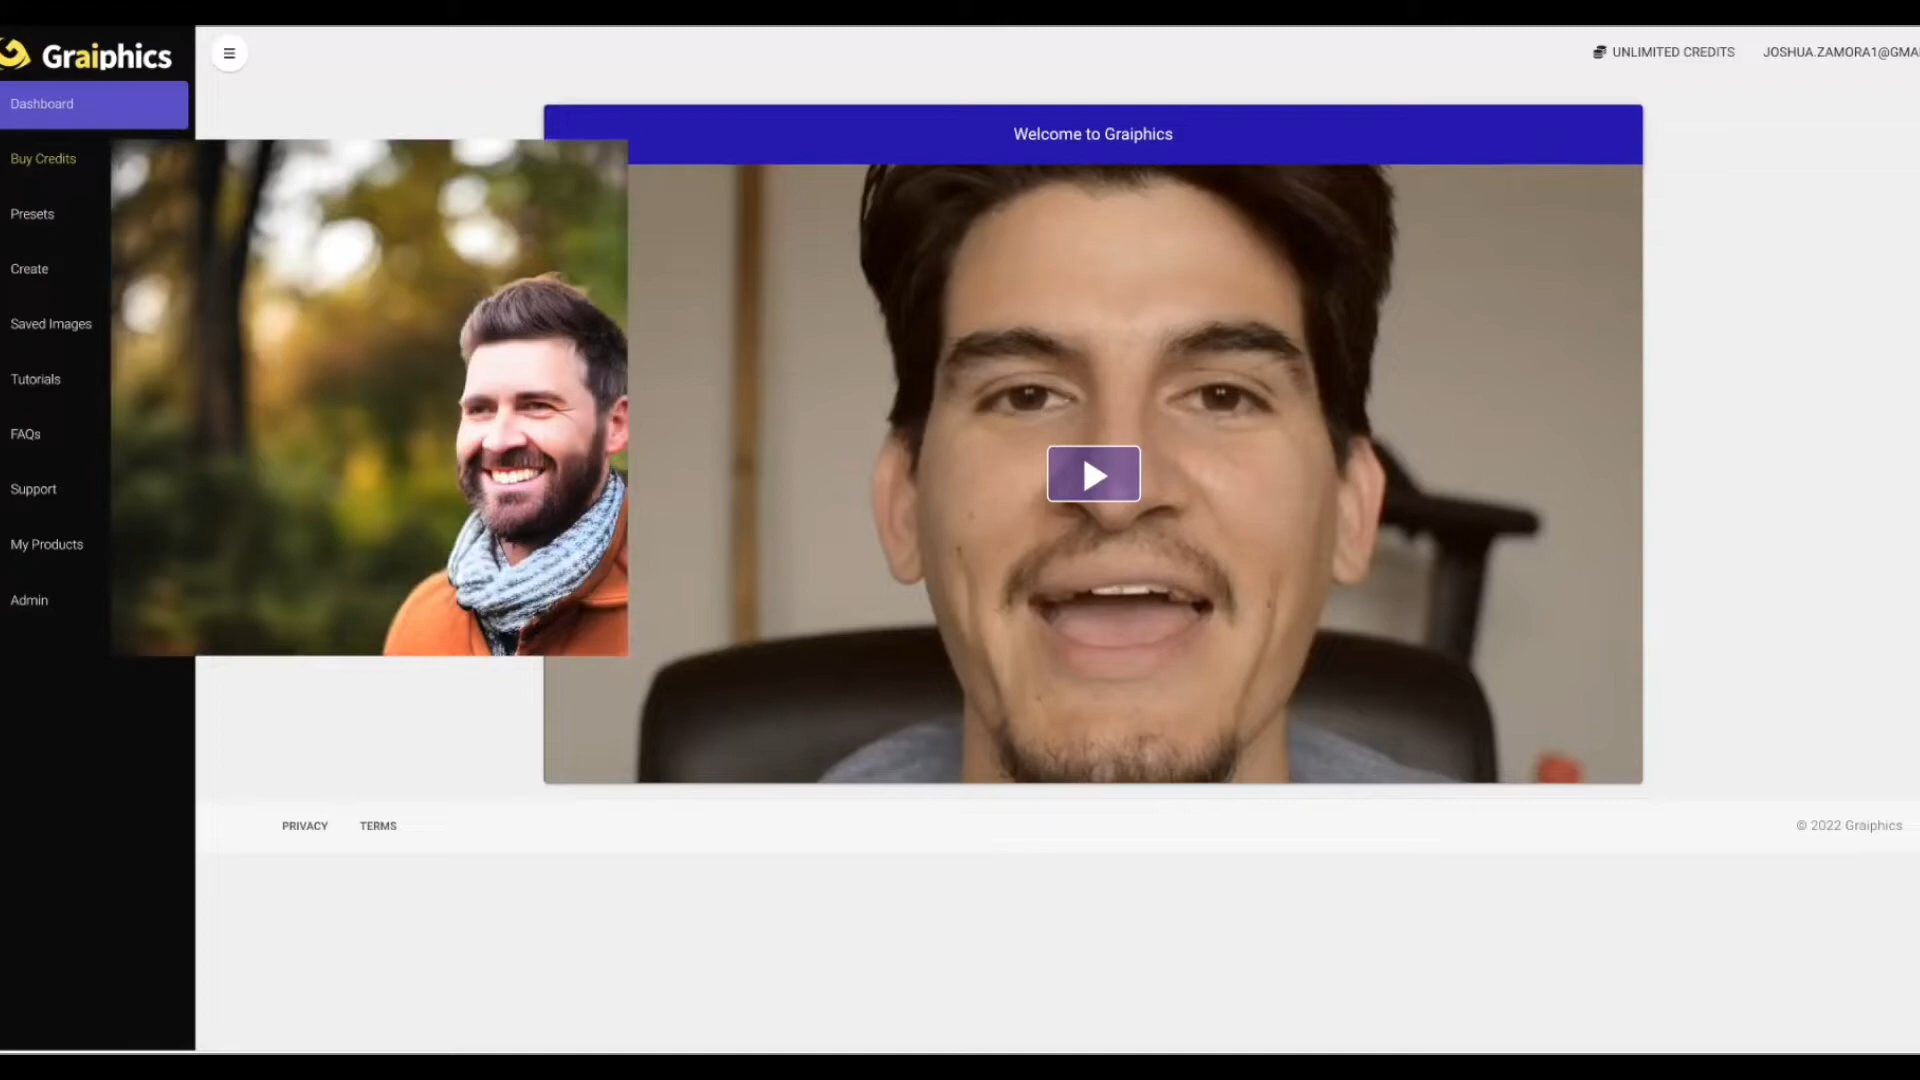 Graiphics
UNLIMITED CREDITS
JOSHUA.ZAMORA1@GMA
Dashboard
Welcome to Graiphics
Buy Credits
Presets
Create
Saved Images
Tutorials
FAQs
Support
My Products
Admin
PRIVACY
TERMS
© 2022 Graiphics